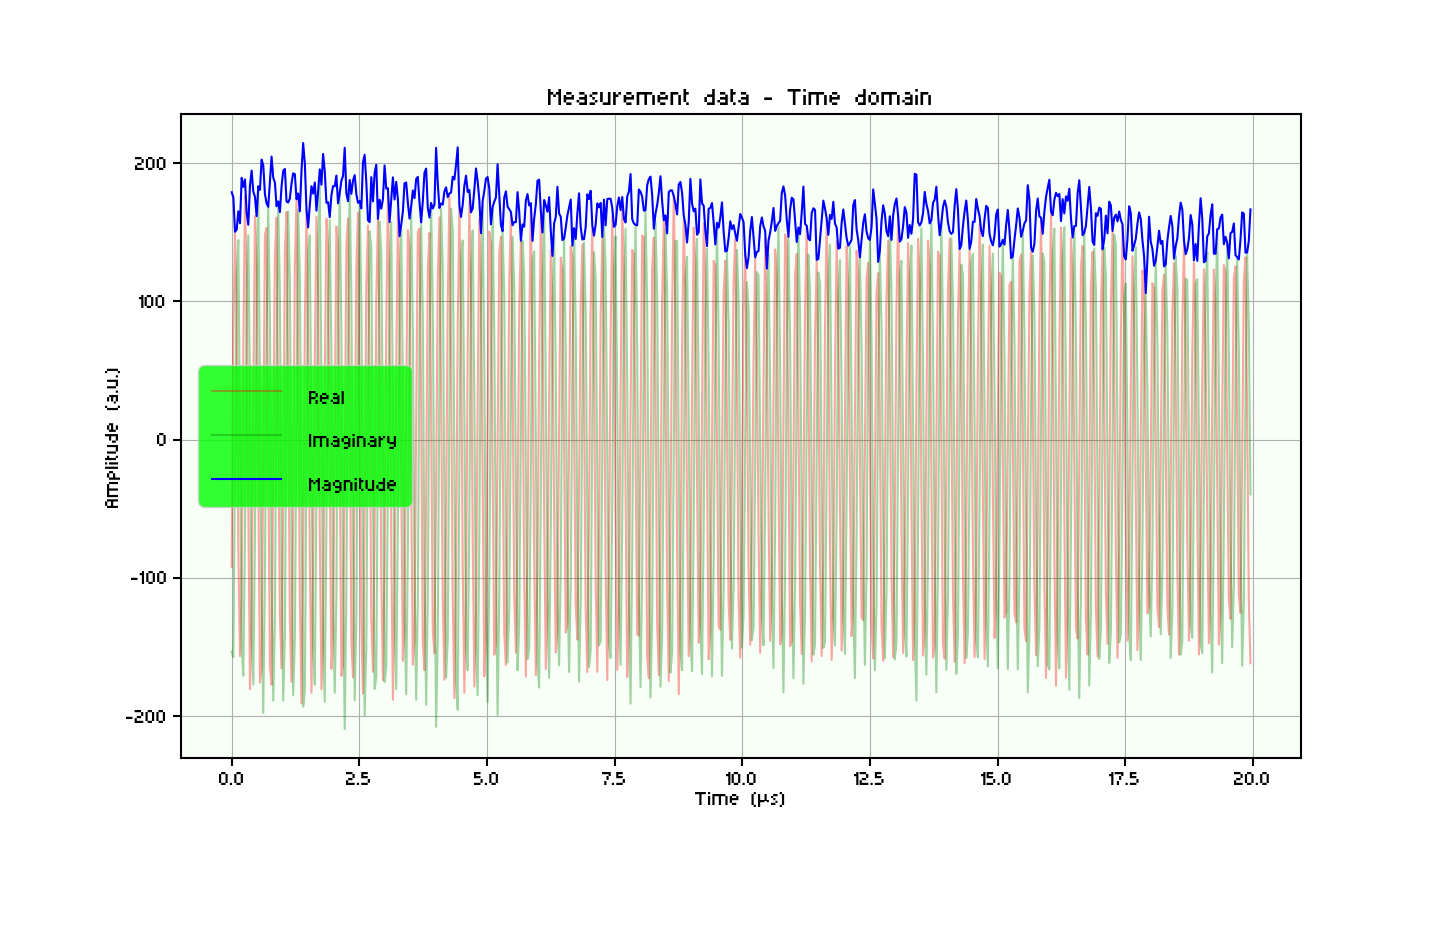 Measurement data - Time domain
200
100
0
-100
-200
Amplitude (a.u.)
Real
Imaginary
Magnitude
0.0 2.5 5.0 7.5 10.0 12.5 15.0 17.5 20.0
Time (μs)